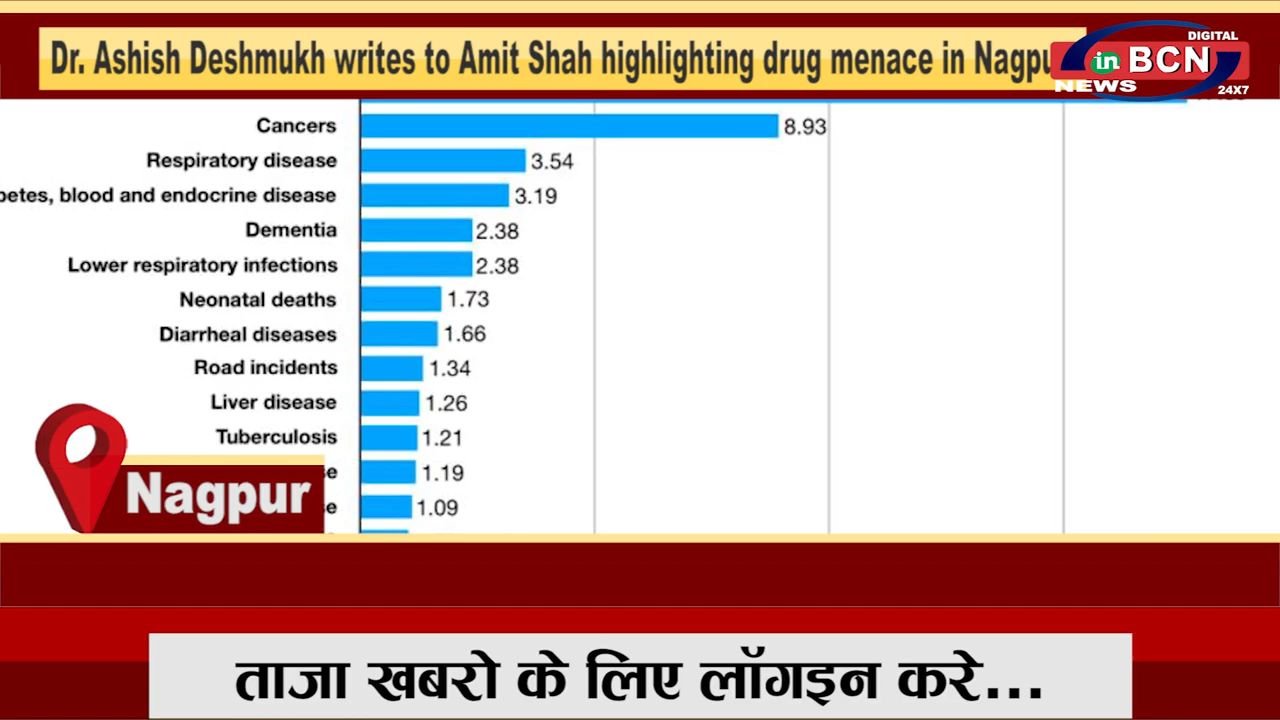 Dr. Ashish Deshmukh writes to Amit Shah highlighting drug menace in Nagpu
DIGITAL
in BCN
NEWS 24X7
Cancers 8.93
Respiratory disease 3.54
betes, blood and endocrine disease 3.19
Dementia 2.38
Lower respiratory infections 2.38
Neonatal deaths 1.73
Diarrheal diseases 1.66
Road incidents 1.34
Liver disease 1.26
Tuberculosis 1.21
e 1.19
e 1.09
Nagpur
ताजा खबरो के लिए लॉगइन करे...